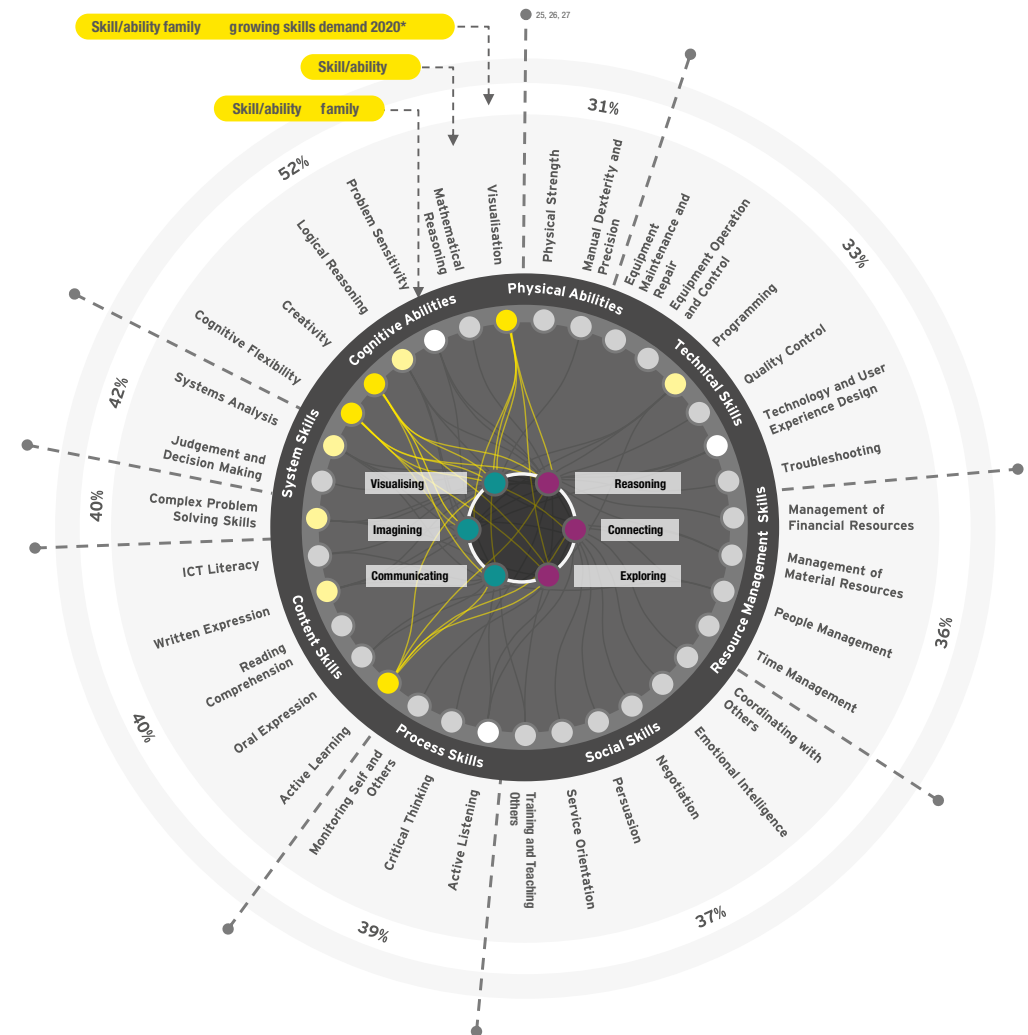 Skill/ability family growing skills demand 2020*
Skill/ability
Skill/ability family
25, 26, 27
31%
33%
36%
37%
39%
40%
40%
42%
52%
Physical Abilities
Physical Strength
Manual Dexterity and
Precision
Technical Skills
Equipment
Maintenance and
Repair
Equipment Operation
and Control
Programming
Quality Control
Technology and User
Experience Design
Troubleshooting
Resource Management Skills
Management of
Financial Resources
Management of
Material Resources
People Management
Time Management
Social Skills
Coordinating with
Others
Emotional Intelligence
Negotiation
Persuasion
Service Orientation
Training and Teaching
Others
Process Skills
Active Listening
Critical Thinking
Monitoring Self and
Others
Content Skills
Active Learning
Oral Expression
Reading
Comprehension
Written Expression
ICT Literacy
Complex Problem
Solving Skills
System Skills
Judgement and
Decision Making
Systems Analysis
Cognitive Abilities
Cognitive Flexibility
Creativity
Logical Reasoning
Problem Sensitivity
Mathematical
Reasoning
Visualisation
Visualising
Reasoning
Imagining
Connecting
Communicating
Exploring